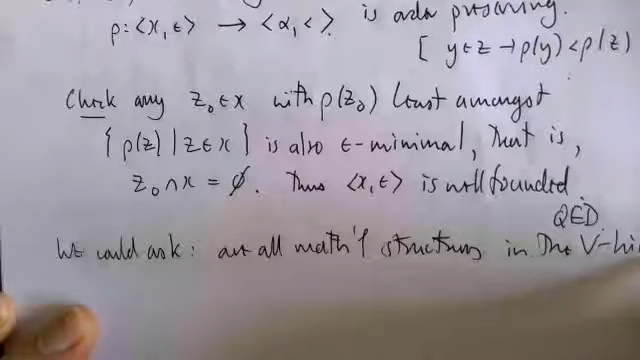 p: <x, ∈> → <α, <>. is order preserving.
[ y ∈ z → ρ(y) < ρ(z)
Check any z₀ ∈ x with ρ(z₀) least amongst
{ ρ(z) | z ∈ x } is also ∈-minimal, that is,
z₀ ∩ x = ∅. Thus <x, ∈> is wellfounded
QED
We could ask: are all math'l structures in the V-hi